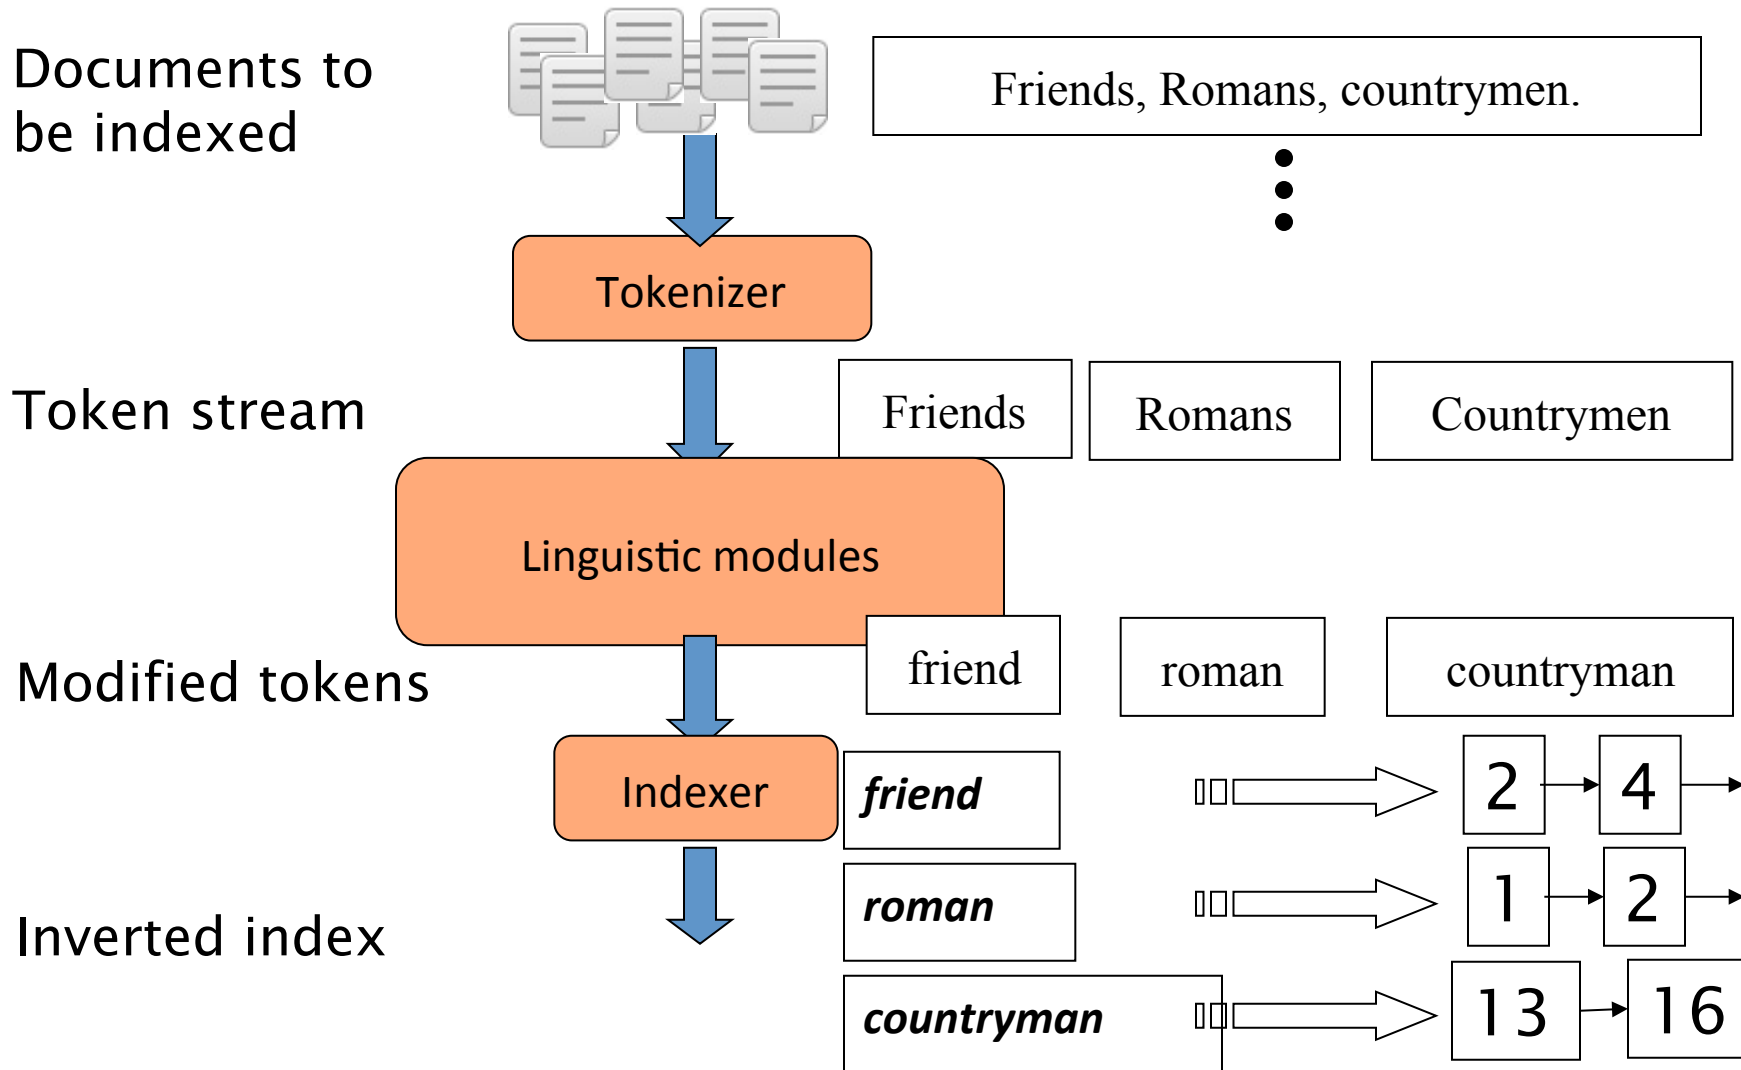 Documents to
be indexed
Friends, Romans, countrymen.
Tokenizer
Token stream
Friends
Romans
Countrymen
Linguistic modules
Modified tokens
friend
roman
countryman
Indexer
friend
2
4
roman
1
2
Inverted index
countryman
13
16